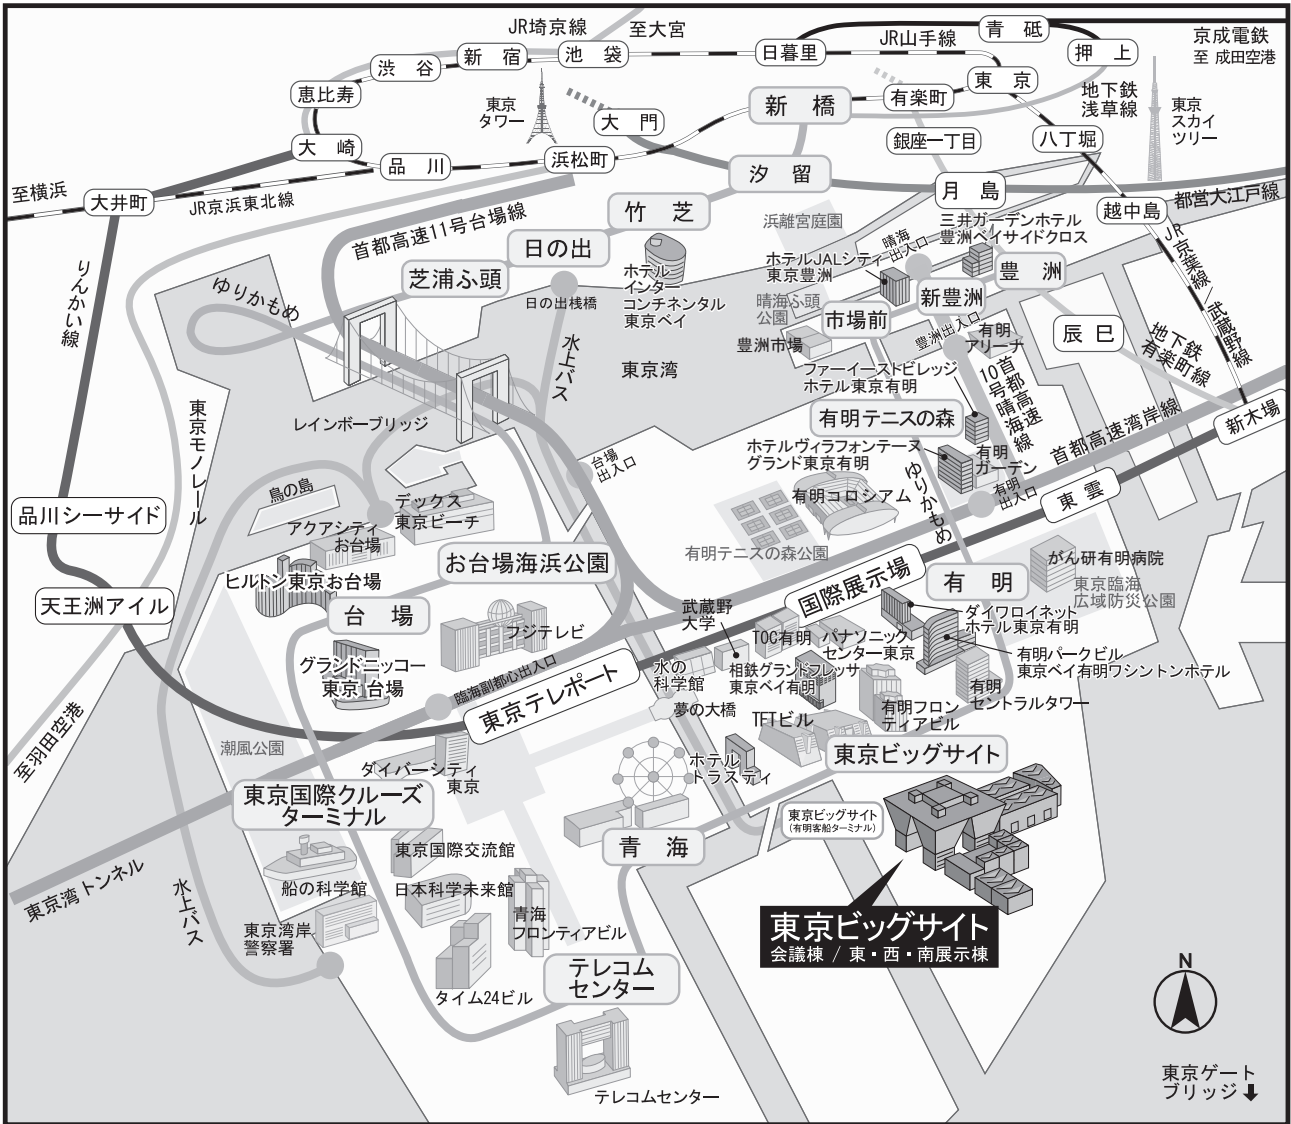 JR埼京線
至大宮
青砥
京成電鉄
至 成田空港
渋谷
新宿
池袋
日暮里
JR山手線
押上
恵比寿
東京
タワー
大門
新橋
有楽町
東京
地下鉄
浅草線
東京
スカイ
ツリー
大崎
品川
浜松町
銀座一丁目
八丁堀
至横浜
大井町
JR京浜東北線
汐留
月島
越中島
都営大江戸線
竹芝
浜離宮庭園
三井ガーデンホテル
豊洲ベイサイドクロス
首都高速11号台場線
日の出
ホテル
インター
コンチネンタル
東京ベイ
晴海
出入口
JR京葉線/武蔵野線
りんかい線
ゆりかもめ
芝浦ふ頭
日の出桟橋
ホテルJALシティ
東京豊洲
新豊洲
豊洲
晴海ふ頭
公園
市場前
豊洲出入口
有明
アリーナ
辰巳
地下鉄
有楽町線
水上バス
東京湾
豊洲市場
ファーイーストビレッジ
ホテル東京有明
10号首都高速晴海線
東京モノレール
レインボーブリッジ
有明テニスの森
首都高速湾岸線
新木場
台場
出入口
ホテルヴィラフォンテーヌ
グランド東京有明
有明
ガーデン
鳥の島
デックス
東京ビーチ
有明コロシアム
ゆりかもめ
有明
出入口
東雲
品川シーサイド
アクアシティ
お台場
有明テニスの森公園
お台場海浜公園
がん研有明病院
ヒルトン東京お台場
国際展示場
有明
東京臨海
広域防災公園
天王洲アイル
台場
フジテレビ
武蔵野
大学
TOC有明
パナソニック
センター東京
ダイワロイネット
ホテル東京有明
グランドニッコー
東京 台場
臨海副都心出入口
水の
科学館
相鉄グランドフレッサ
東京ベイ有明
有明パークビル
東京ベイ有明ワシントンホテル
東京テレポート
夢の大橋
TFTビル
有明フロン
ティアビル
有明
セントラルタワー
至羽田空港
潮風公園
ダイバーシティ
東京
ホテル
トラスティ
東京ビッグサイト
東京国際クルーズ
ターミナル
東京ビッグサイト
(有明客船ターミナル)
東京国際交流館
青海
東京湾トンネル
水上バス
船の科学館
日本科学未来館
青海
フロンティアビル
東京ビッグサイト
会議棟 / 東・西・南展示棟
東京湾岸
警察署
テレコム
センター
タイム24ビル
N
東京ゲート
ブリッジ
テレコムセンター